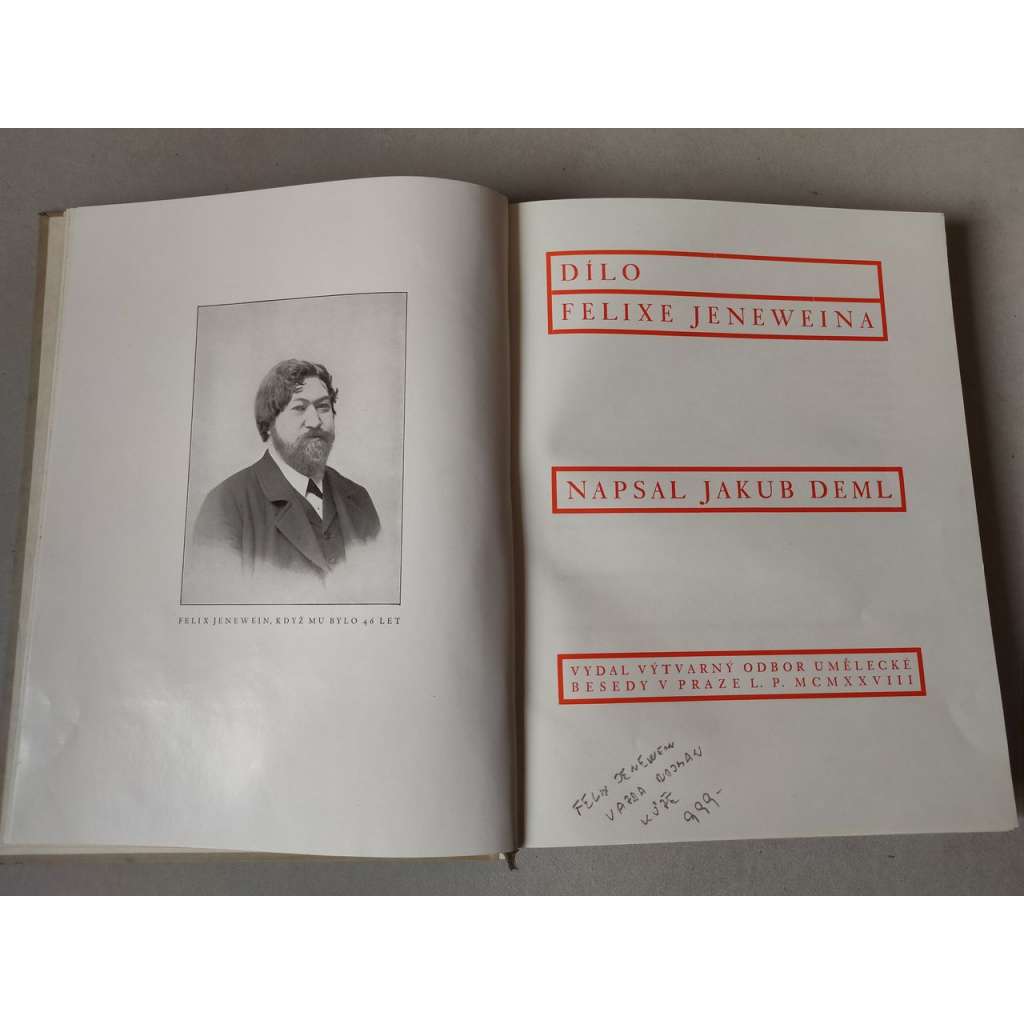 FELIX JENEWEIN, KDYŽ MU BYLO 46 LET
DÍLO
FELIXE JENEWEINA
NAPSAL JAKUB DEML
VYDAL VÝTVARNÝ ODBOR UMĚLECKÉ
BESEDY V PRAZE L. P. MCMXXVIII
FELIX JENEWEIN
VAZBA
KŮŽE
999-